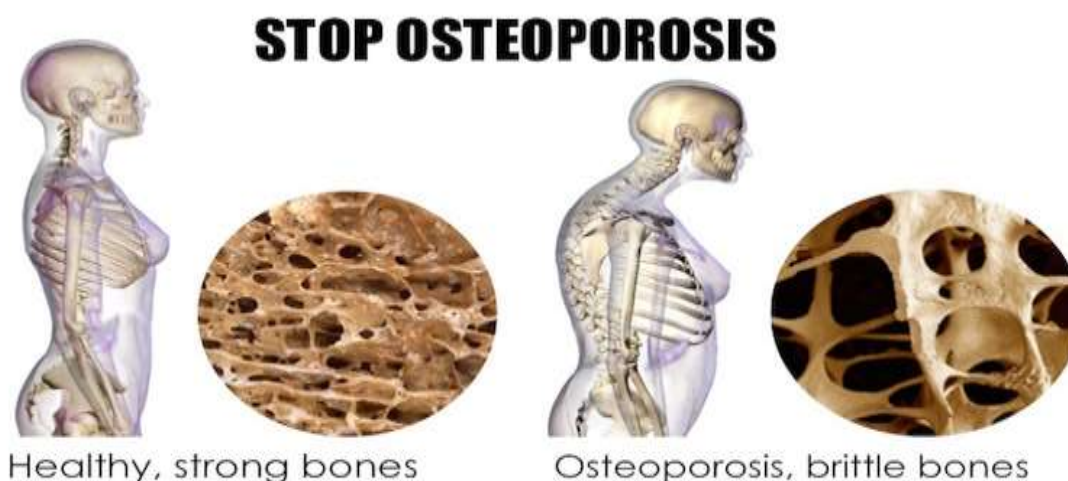 STOP OSTEOPOROSIS
Healthy, strong bones
Osteoporosis, brittle bones